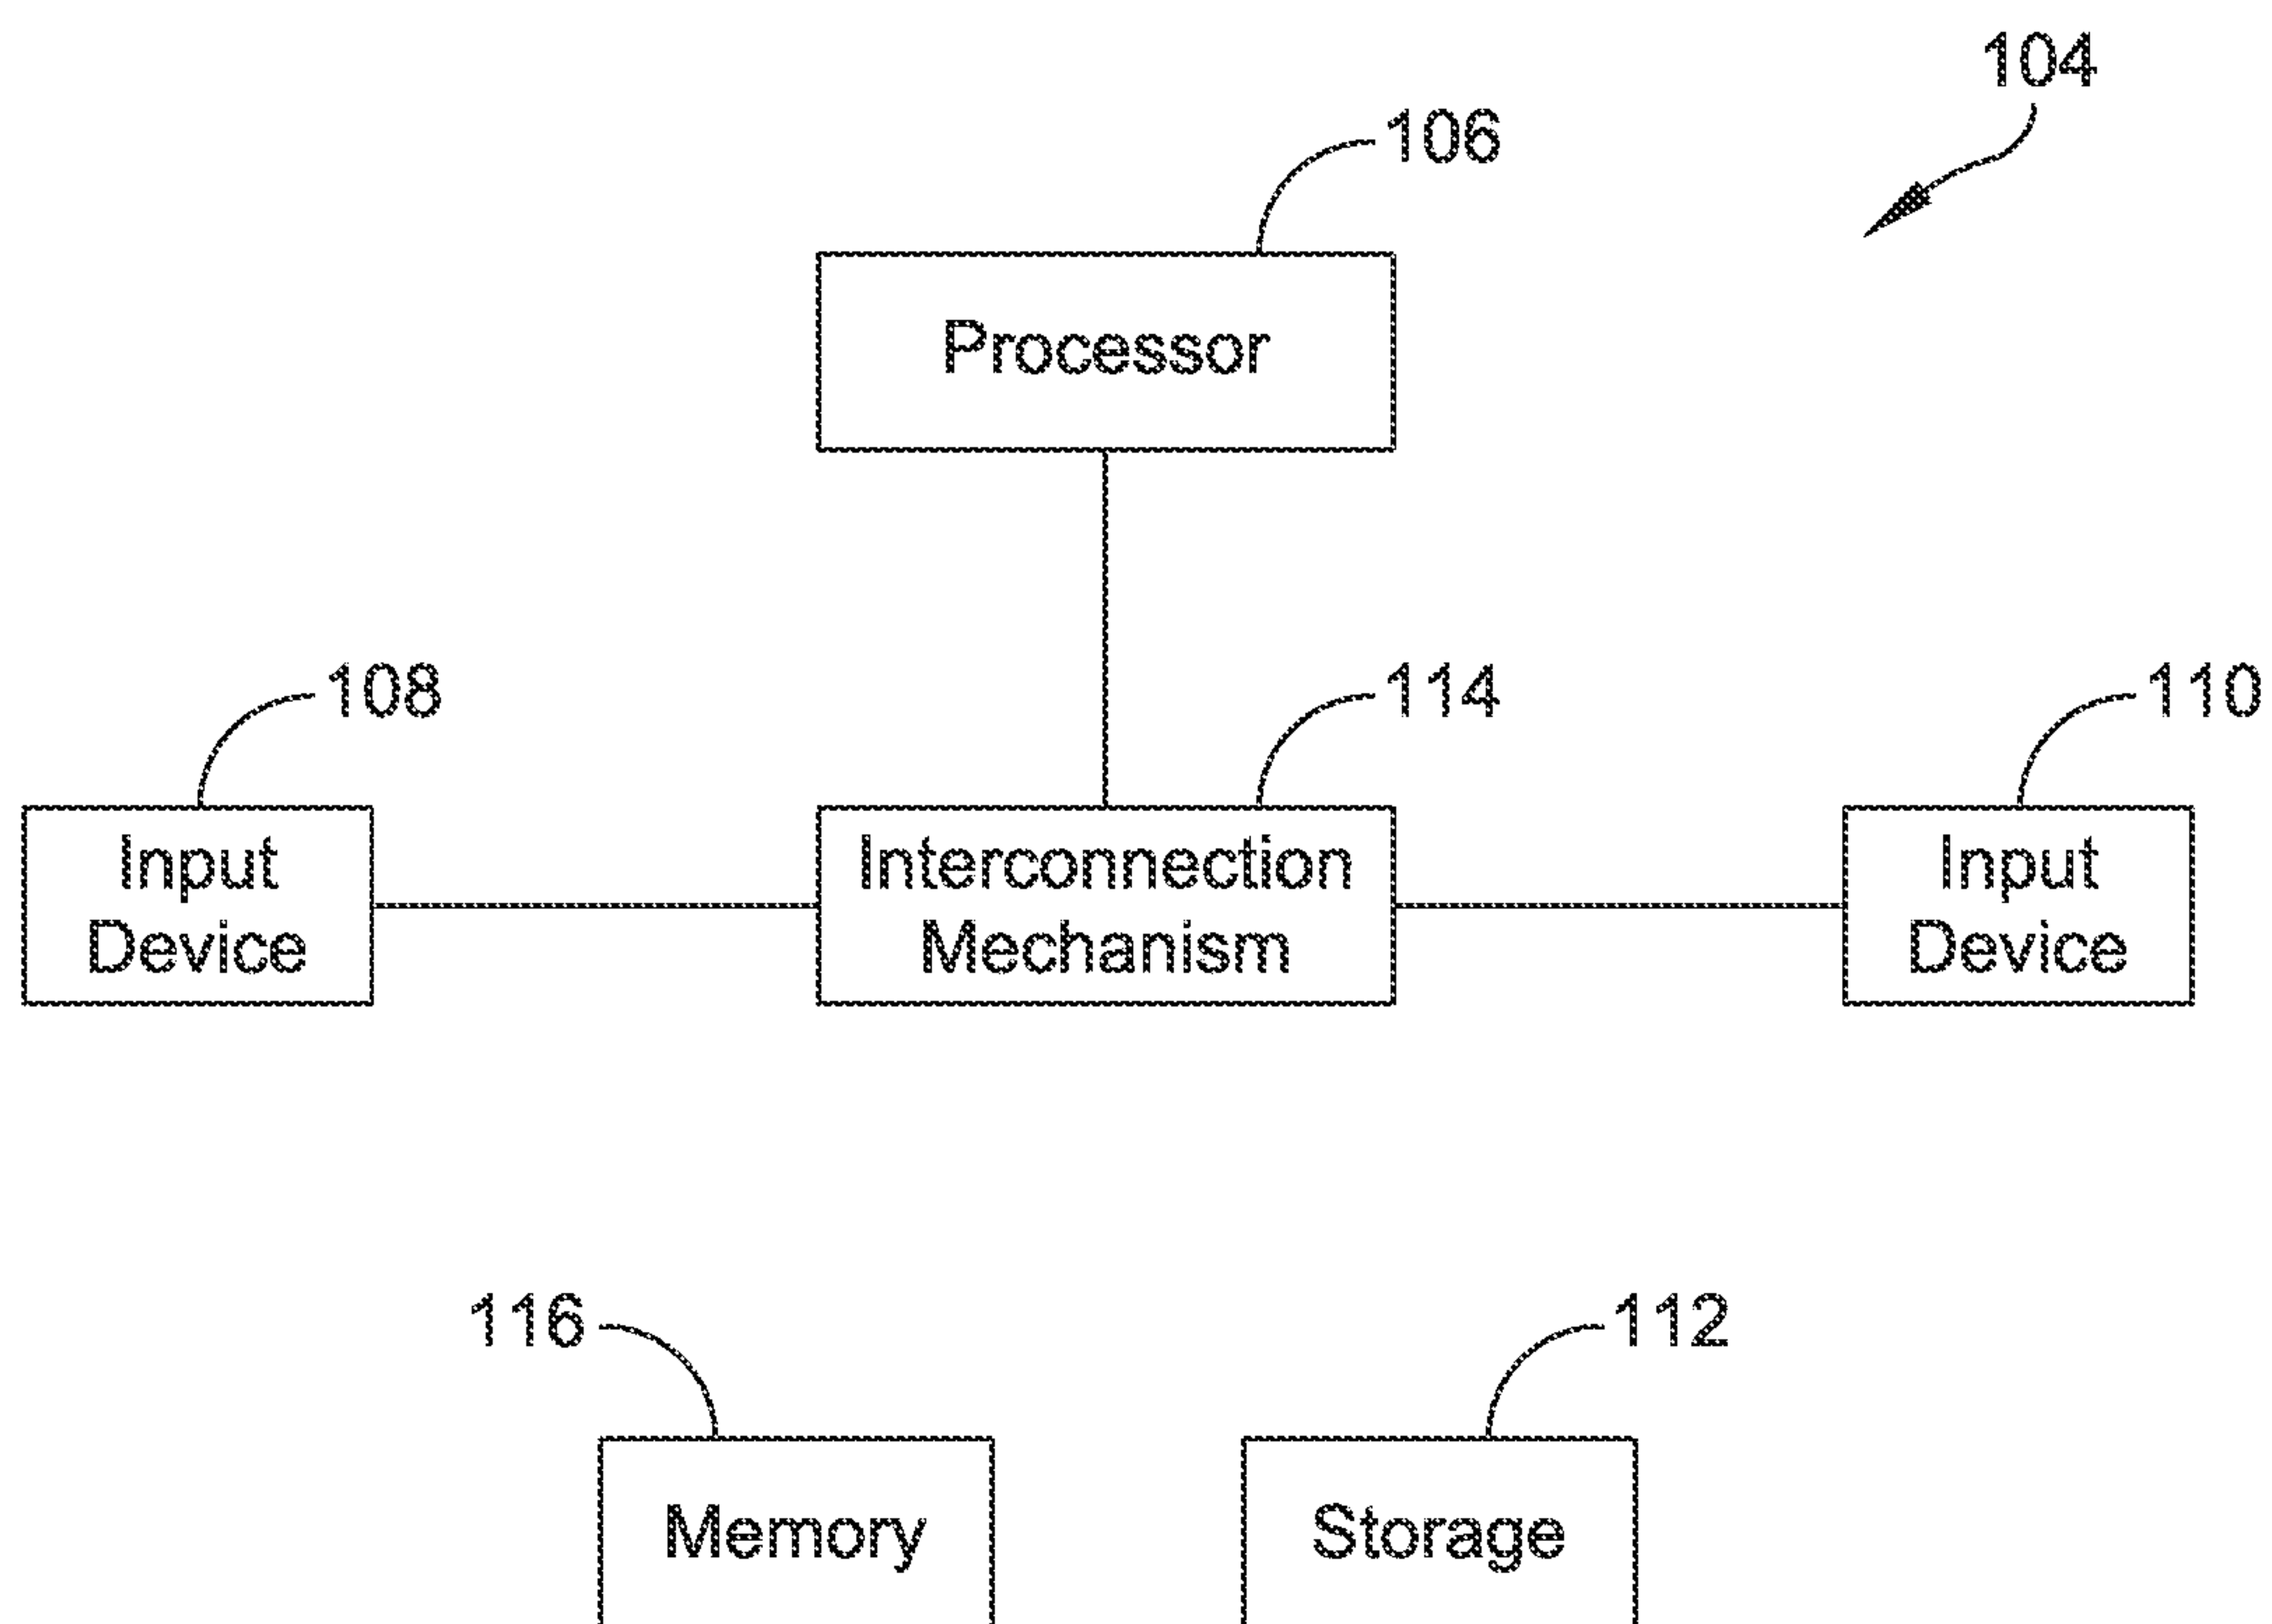 104
106
Processor
108
114
110
Input
Device
Interconnection
Mechanism
Input
Device
116
112
Memory
Storage